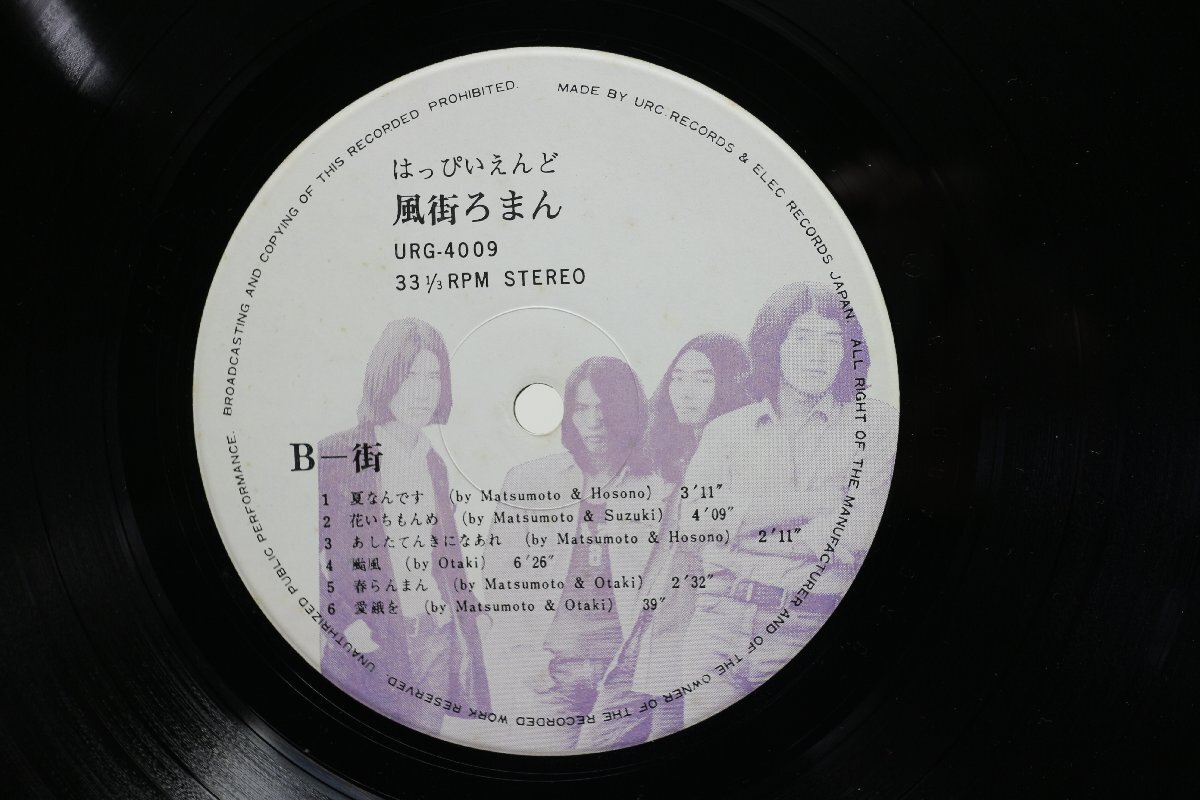 はっぴいえんど
風街ろまん
URG-4009
33 1/3 RPM STEREO
B—街
1 夏なんです (by Matsumoto & Hosono) 3′11″
2 花いちもんめ (by Matsumoto & Suzuki) 4′09″
3 あしたてんきになあれ (by Matsumoto & Hosono) 2′11″
4 颱風 (by Otaki) 6′26″
5 春らんまん (by Matsumoto & Otaki) 2′32″
6 愛餓を (by Matsumoto & Otaki) 39″
MADE BY URC. RECORDS & ELEC RECORDS JAPAN. ALL RIGHT OF THE MANUFACTURER AND OF THE OWNER OF THE RECORDED WORK RESERVED. UNAUTHRIZED PUBLIC PERFORMANCE. BROADCASTING AND COPYING OF THIS RECORDED PROHIBITED.